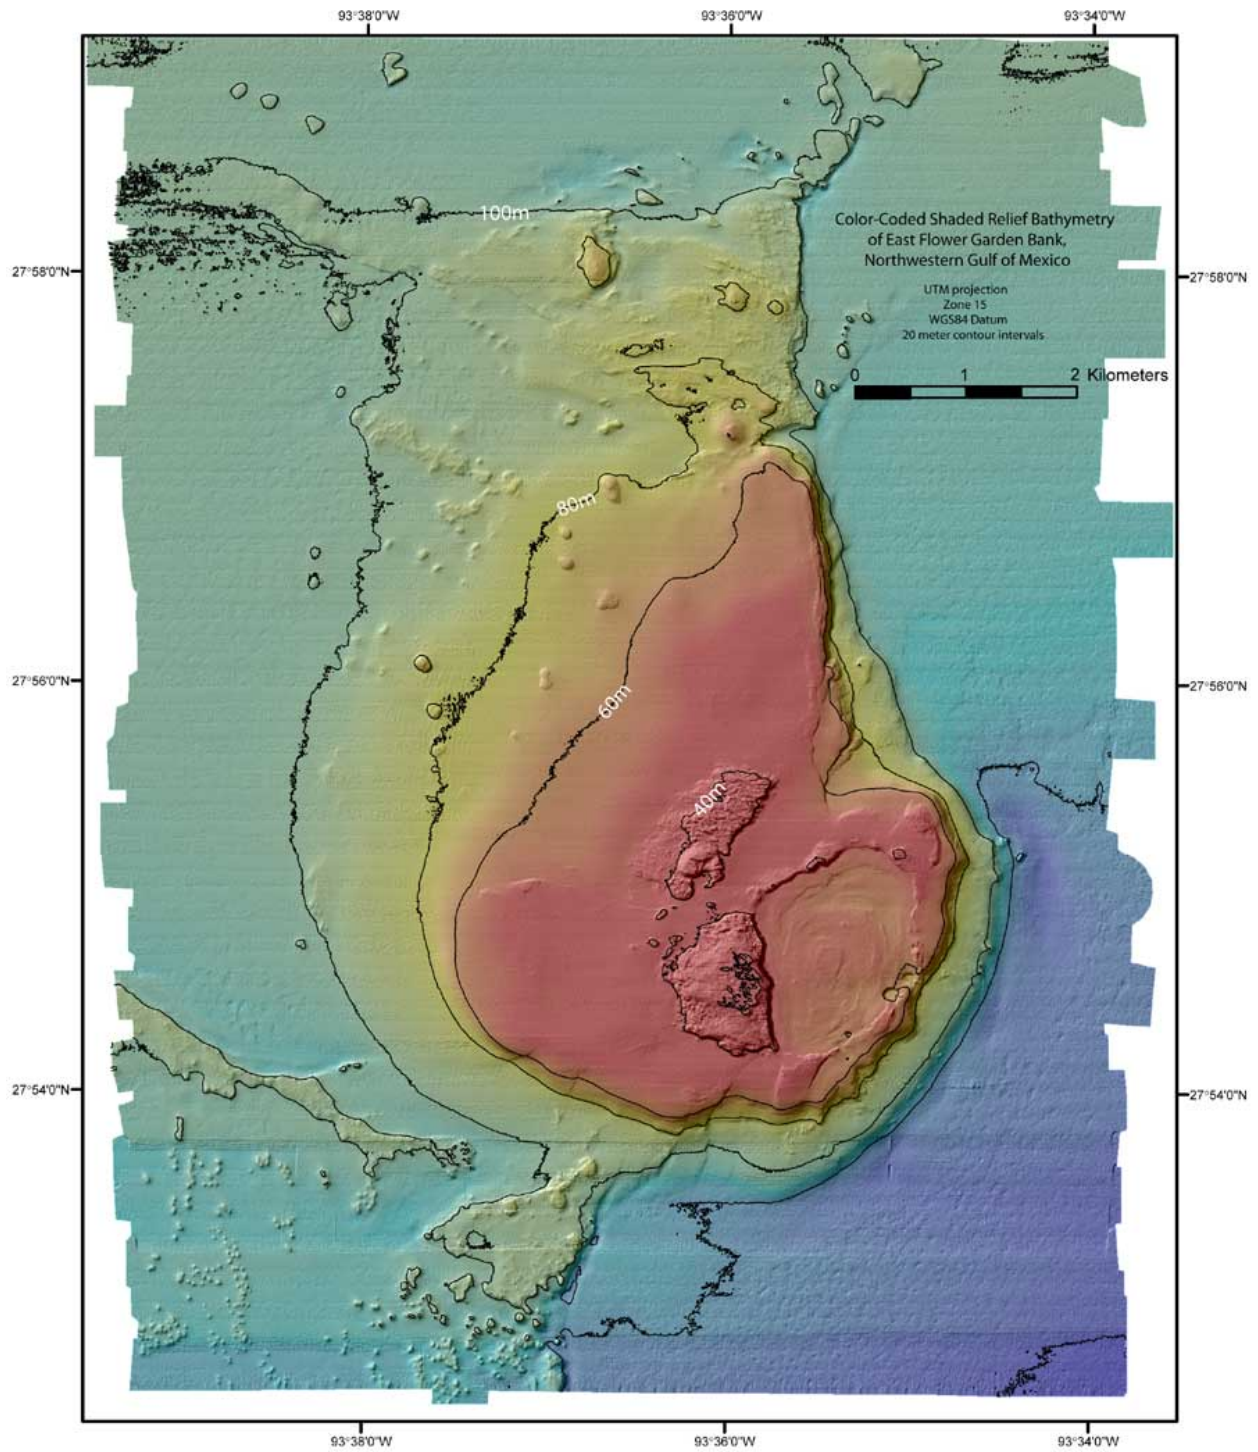 93°38'0"W
93°36'0"W
93°34'0"W
100m
Color-Coded Shaded Relief Bathymetry
of East Flower Garden Bank,
Northwestern Gulf of Mexico
27°58'0"N
27°58'0"N
UTM projection
Zone 15
WGS84 Datum
20 meter contour intervals
0 1 2 Kilometers
80m
27°56'0"N
27°56'0"N
60m
40m
27°54'0"N
27°54'0"N
93°38'0"W
93°36'0"W
93°34'0"W